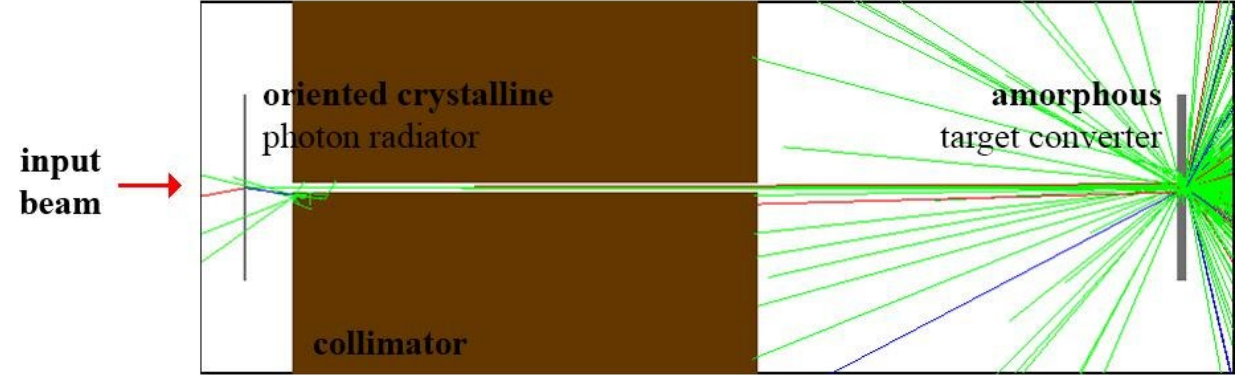 input
beam
oriented crystalline
photon radiator
collimator
amorphous
target converter